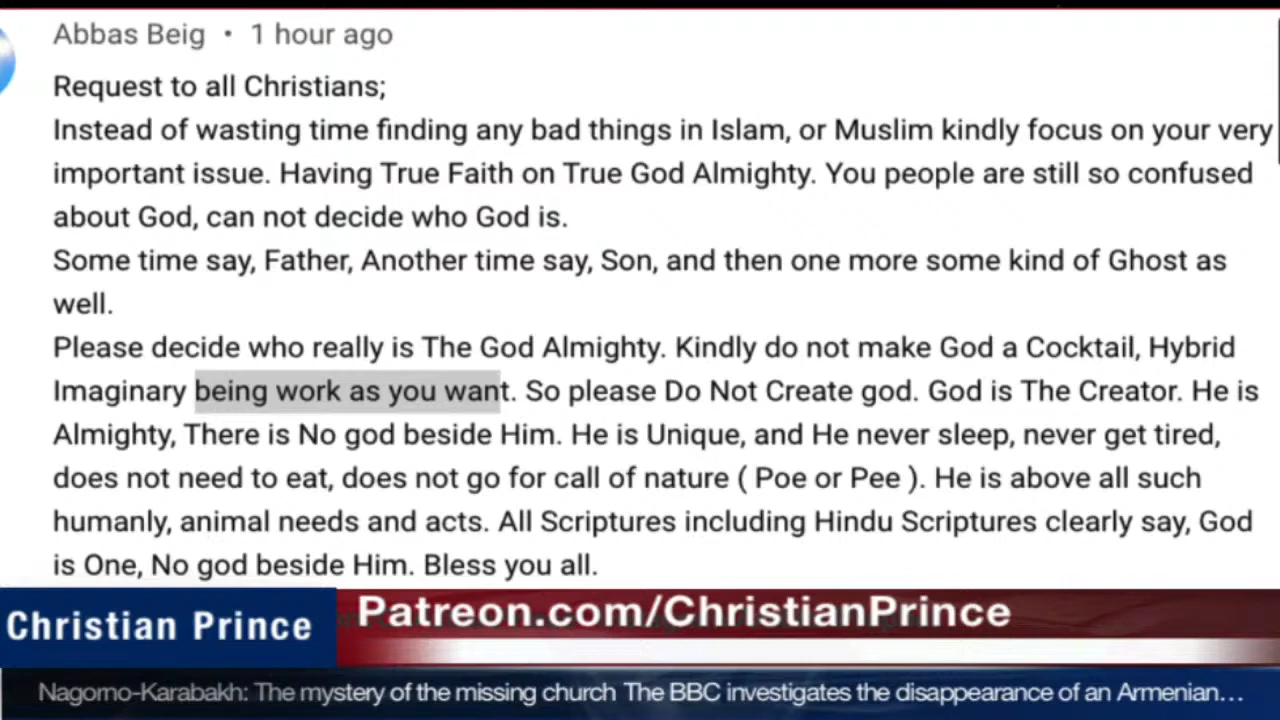 Abbas Beig • 1 hour ago
Request to all Christians;
Instead of wasting time finding any bad things in Islam, or Muslim kindly focus on your very
important issue. Having True Faith on True God Almighty. You people are still so confused
about God, can not decide who God is.
Some time say, Father, Another time say, Son, and then one more some kind of Ghost as
well.
Please decide who really is The God Almighty. Kindly do not make God a Cocktail, Hybrid
Imaginary being work as you want. So please Do Not Create god. God is The Creator. He is
Almighty, There is No god beside Him. He is Unique, and He never sleep, never get tired,
does not need to eat, does not go for call of nature ( Poe or Pee ). He is above all such
humanly, animal needs and acts. All Scriptures including Hindu Scriptures clearly say, God
is One, No god beside Him. Bless you all.
Christian Prince
Patreon.com/ChristianPrince
Nagorno-Karabakh: The mystery of the missing church The BBC investigates the disappearance of an Armenian…